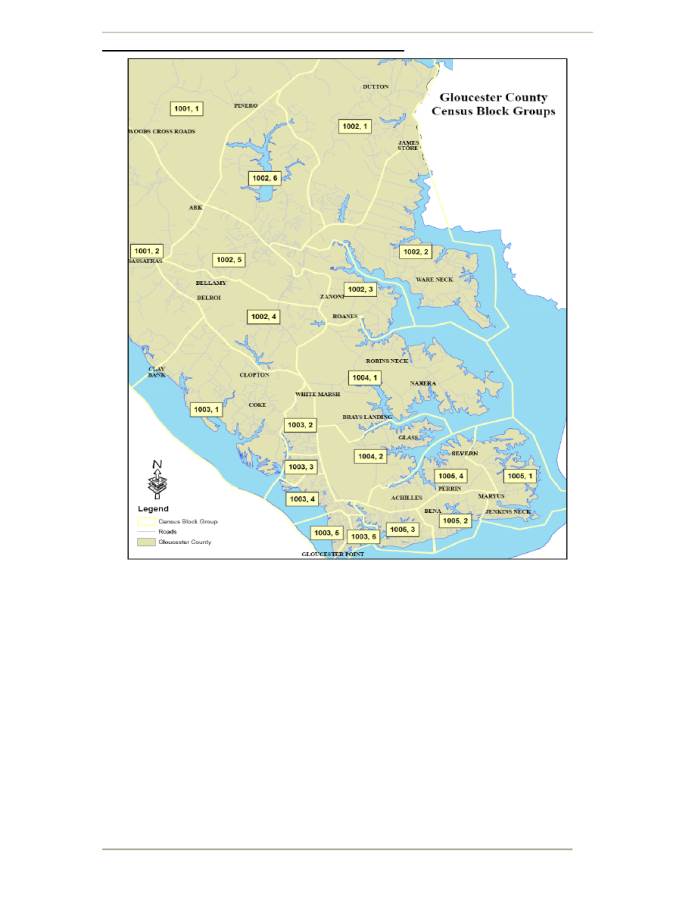 Gloucester County
Census Block Groups
DUTTON
PINERO
1001, 1
1002, 1
WOODS CROSS ROADS
JAMES
STORE
1002, 6
ARK
1001, 2
1002, 2
1002, 5
WARE NECK
BELLAMY
1002, 3
ZANONI
BELROI
1002, 4
ROANES
ROBINS NECK
CLAY
BANK
CLOPTON
1004, 1
NAXERA
WHITE MARSH
COKE
1003, 1
BRAYS LANDING
1003, 2
GLASS
SEVERN
1004, 2
1003, 3
1005, 4
1005, 1
PERRIN
MARYUS
ACHILLES
1003, 4
N
Legend
Census Block Group
Roads
Gloucester County
BENA
JENKINS NECK
1005, 2
1005, 3
1003, 5
1003, 6
GLOUCESTER POINT